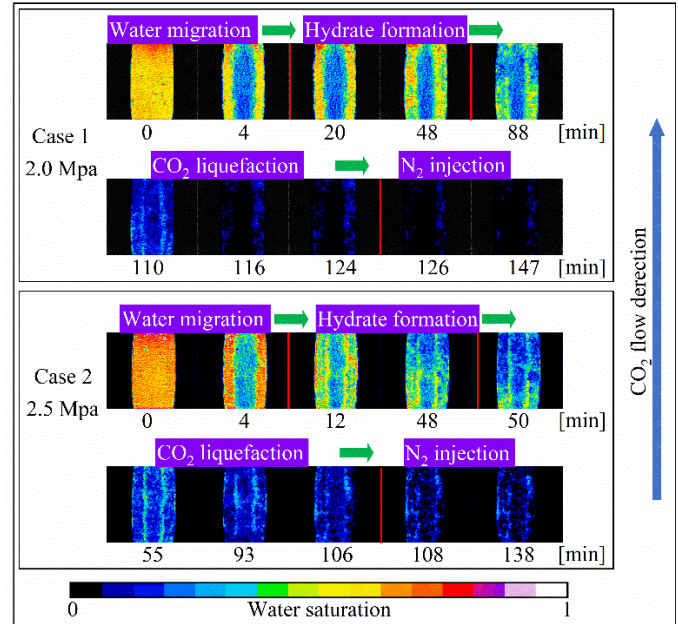 Water migration Hydrate formation
0 4 20 48 88 [min]
Case 1
2.0 Mpa
CO₂ liquefaction N₂ injection
110 116 124 126 147 [min]
Water migration Hydrate formation
0 4 12 48 50 [min]
Case 2
2.5 Mpa
CO₂ liquefaction N₂ injection
55 93 106 108 138 [min]
CO₂ flow derection
0 Water saturation 1